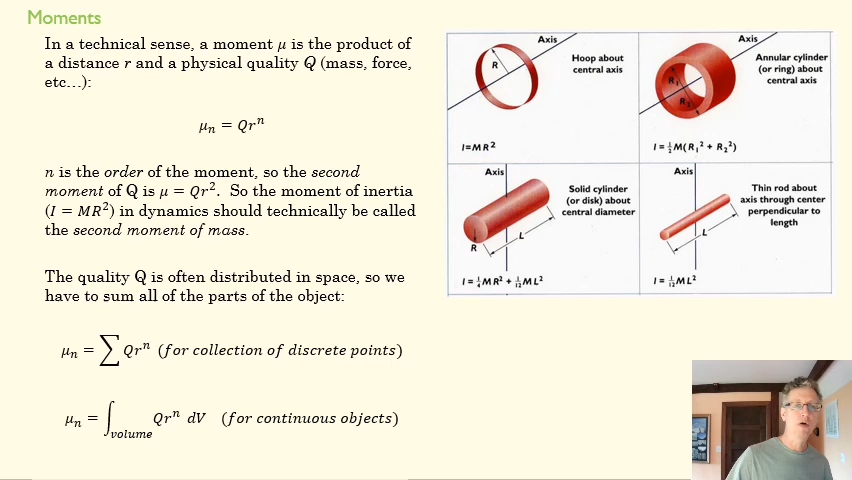 Moments
In a technical sense, a moment μ is the product of
a distance r and a physical quality Q (mass, force,
etc...):
μₙ = Qrⁿ
n is the order of the moment, so the second
moment of Q is μ = Qr². So the moment of inertia
(I = MR²) in dynamics should technically be called
the second moment of mass.
The quality Q is often distributed in space, so we
have to sum all of the parts of the object:
μₙ = ∑ Qrⁿ (for collection of discrete points)
μₙ = ∫volume Qrⁿ dV (for continuous objects)
Axis
R
Hoop about
central axis
I=MR²
Axis
R₁
R₂
Annular cylinder
(or ring) about
central axis
I = ½M(R₁² + R₂²)
Axis
Solid cylinder
(or disk) about
central diameter
L
R
I = ¼MR² + 1/12 ML²
Axis
Thin rod about
axis through center
perpendicular to
length
L
I = 1/12 ML²